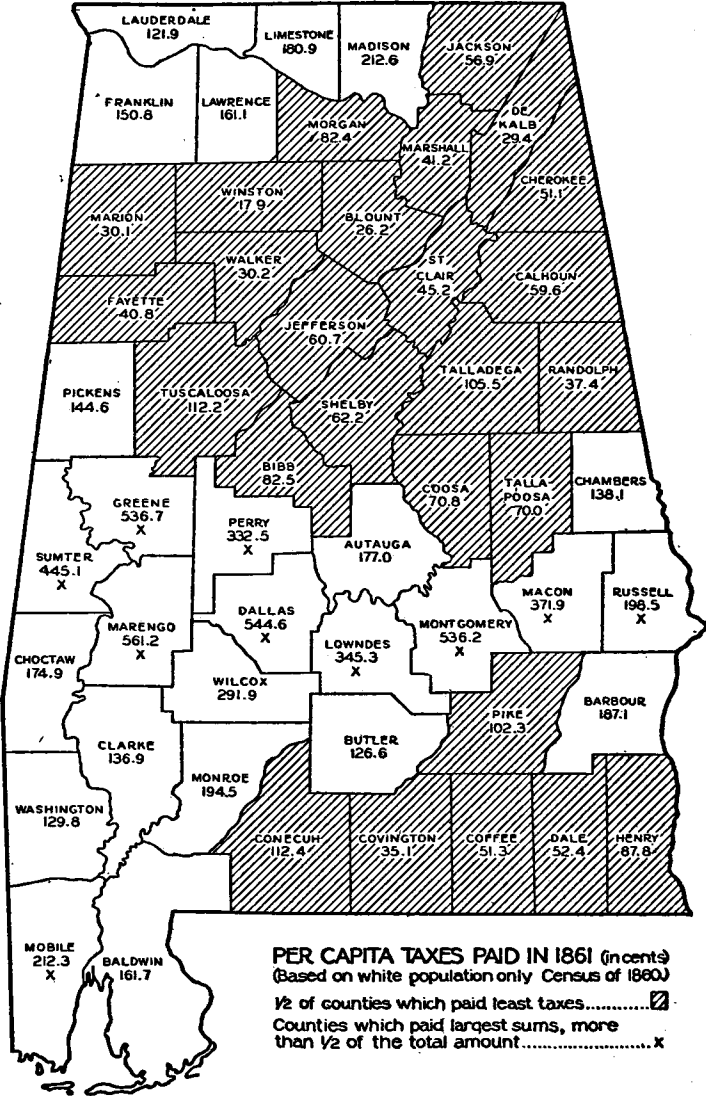 LAUDERDALE
121.9
LIMESTONE
180.9
MADISON
212.6
JACKSON
56.9
FRANKLIN
150.8
LAWRENCE
161.1
MORGAN
82.4
MARSHALL
41.2
DE
KALB
29.4
CHEROKEE
51.1
MARION
30.1
WINSTON
17.9
BLOUNT
26.2
WALKER
30.2
ST.
CLAIR
45.2
CALHOUN
59.6
FAYETTE
40.8
JEFFERSON
60.7
PICKENS
144.6
TUSCALOOSA
112.2
SHELBY
62.2
TALLADEGA
105.5
RANDOLPH
37.4
BIBB
82.5
COOSA
70.8
TALLA-
POOSA
70.0
CHAMBERS
138.1
GREENE
536.7
X
PERRY
332.5
X
AUTAUGA
177.0
SUMTER
445.1
X
MARENGO
561.2
X
DALLAS
544.6
X
LOWNDES
345.3
X
MONTGOMERY
536.2
X
MACON
371.9
X
RUSSELL
198.5
X
CHOCTAW
174.9
WILCOX
291.9
CLARKE
136.9
BUTLER
126.6
PIKE
102.3
BARBOUR
187.1
WASHINGTON
129.8
MONROE
194.5
CONECUH
112.4
COVINGTON
35.1
COFFEE
51.3
DALE
52.4
HENRY
87.8
MOBILE
212.3
X
BALDWIN
161.7
PER CAPITA TAXES PAID IN 1861 (in cents)
(Based on white population only Census of 1860.)
1/2 of counties which paid least taxes............
Counties which paid largest sums, more
than 1/2 of the total amount........................x